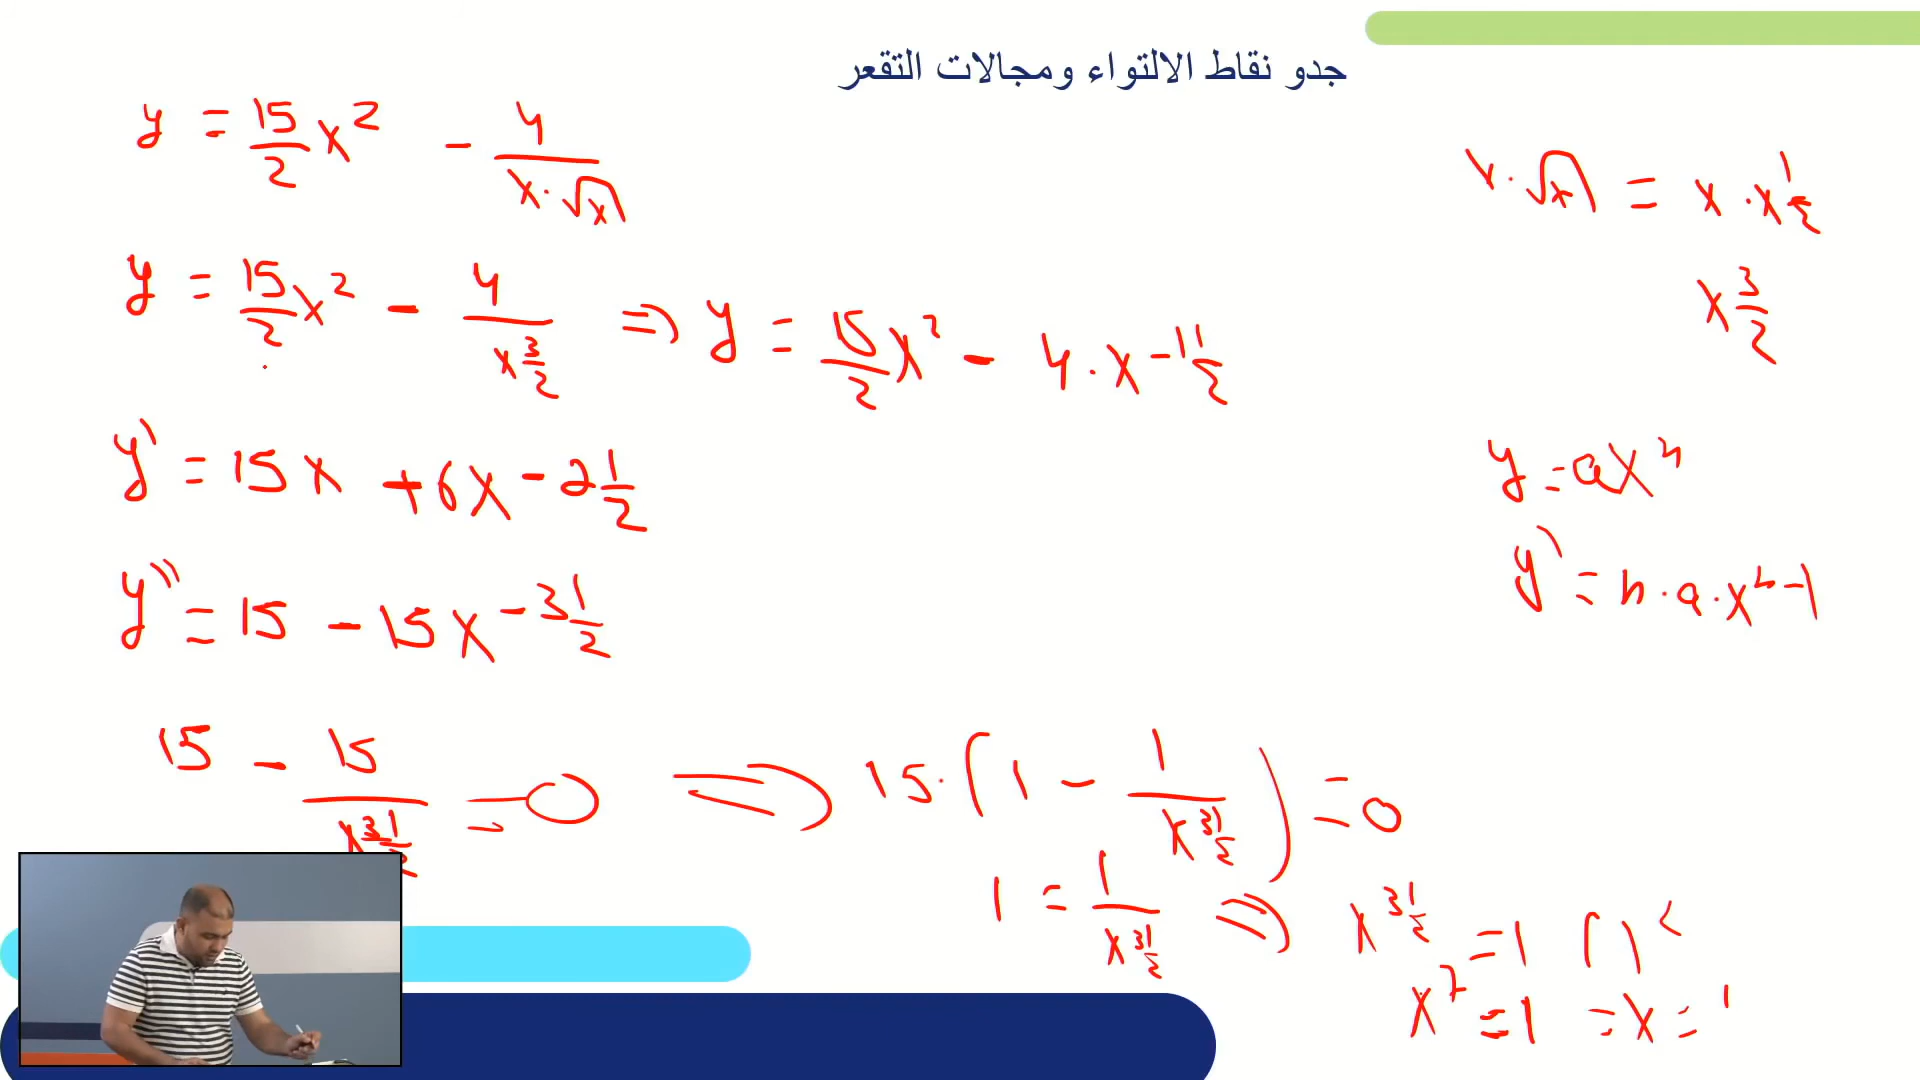 جدو نقاط الالتواء ومجالات التقعر
y = 15/2 x^2 - 4/(x·√x)
x·√x = x·x^(1/2)
x^(3/2)
y = 15/2 x^2 - 4/x^(3/2) ⇒ y = 15/2 x^2 - 4·x^(-1 1/2)
y' = 15x + 6x^(-2 1/2)
y = ax^n
y' = n·a·x^(n-1)
y'' = 15 - 15x^(-3 1/2)
15 - 15/x^(3 1/2) = 0 ⇒ 15·(1 - 1/x^(3 1/2)) = 0
1 = 1/x^(3 1/2) ⇒ x^(3 1/2) = 1 ( )^2
x^7 = 1 = x = 1